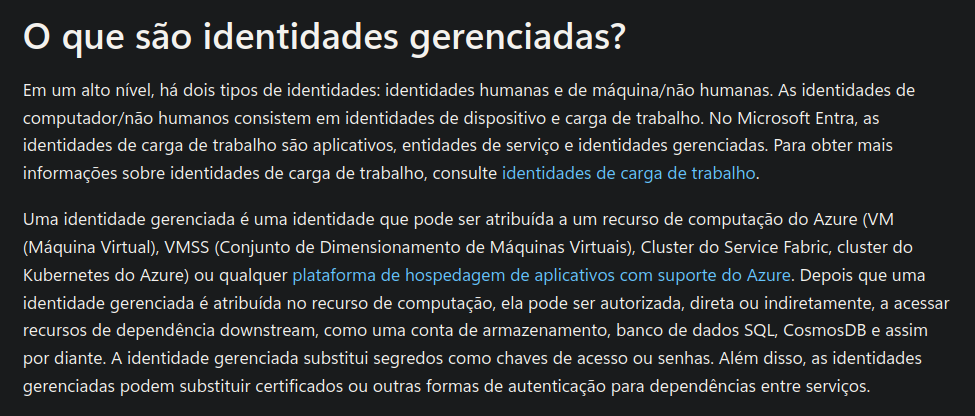 O que são identidades gerenciadas?
Em um alto nível, há dois tipos de identidades: identidades humanas e de máquina/não humanas. As identidades de
computador/não humanos consistem em identidades de dispositivo e carga de trabalho. No Microsoft Entra, as
identidades de carga de trabalho são aplicativos, entidades de serviço e identidades gerenciadas. Para obter mais
informações sobre identidades de carga de trabalho, consulte identidades de carga de trabalho.
Uma identidade gerenciada é uma identidade que pode ser atribuída a um recurso de computação do Azure (VM
(Máquina Virtual), VMSS (Conjunto de Dimensionamento de Máquinas Virtuais), Cluster do Service Fabric, cluster do
Kubernetes do Azure) ou qualquer plataforma de hospedagem de aplicativos com suporte do Azure. Depois que uma
identidade gerenciada é atribuída no recurso de computação, ela pode ser autorizada, direta ou indiretamente, a acessar
recursos de dependência downstream, como uma conta de armazenamento, banco de dados SQL, CosmosDB e assim
por diante. A identidade gerenciada substitui segredos como chaves de acesso ou senhas. Além disso, as identidades
gerenciadas podem substituir certificados ou outras formas de autenticação para dependências entre serviços.